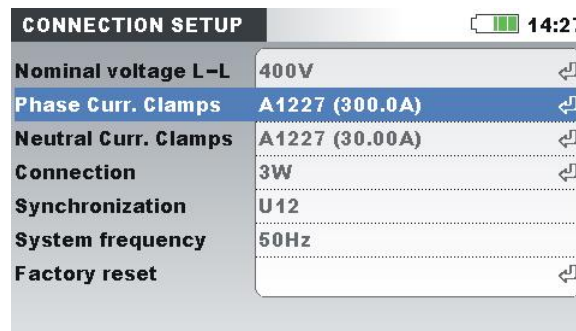 CONNECTION SETUP 14:27
Nominal voltage L-L 400V
Phase Curr. Clamps A1227 (300.0A)
Neutral Curr. Clamps A1227 (30.00A)
Connection 3W
Synchronization U12
System frequency 50Hz
Factory reset